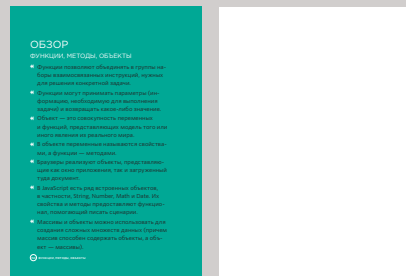 ОБЗОР
ФУНКЦИИ, МЕТОДЫ, ОБЪЕКТЫ
Функции позволяют объединить в группы на-
боры взаимосвязанных инструкций, нужных
для решения конкретной задачи.
Функции могут принимать параметры (ин-
формацию, необходимую для выполнения
задачи) и возвращать какое-либо значение.
Объект — это совокупность переменных
и функций, представляющих модель того или
иного явления из реального мира.
В объекте переменные называются свойства-
ми, а функции — методами.
Браузеры реализуют объекты, представляю-
щие как окно приложения, так и загруженный
туда документ.
В JavaScript есть ряд встроенных объектов,
в частности, String, Number, Math и Date. Их
свойства и методы предоставляют функцио-
нал, помогающий писать сценарии.
Массивы и объекты можно использовать для
создания сложных множеств данных (причем
массив способен содержать объекты, а объ-
ект — массивы).
ФУНКЦИИ, МЕТОДЫ, ОБЪЕКТЫ